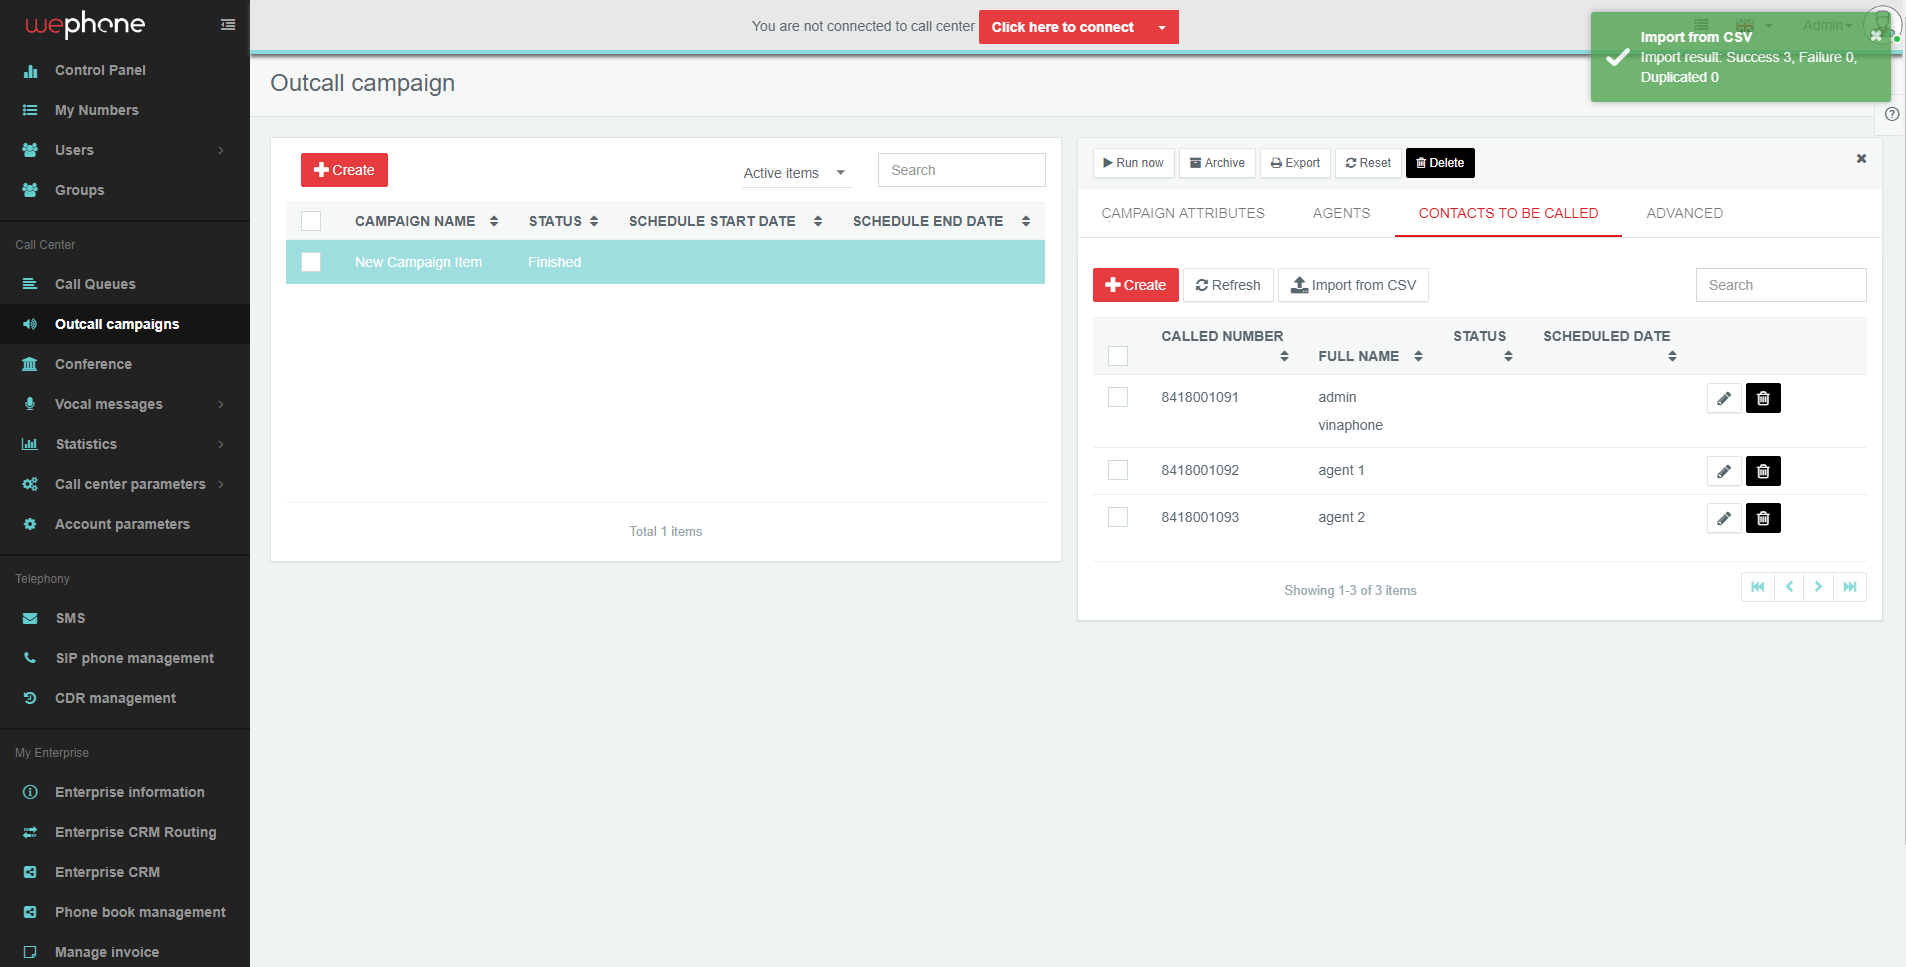 wephone
Control Panel
My Numbers
Users
Groups
Call Center
Call Queues
Outcall campaigns
Conference
Vocal messages
Statistics
Call center parameters
Account parameters
Telephony
SMS
SIP phone management
CDR management
My Enterprise
Enterprise information
Enterprise CRM Routing
Enterprise CRM
Phone book management
Manage invoice
You are not connected to call center
Click here to connect
Admin
Import from CSV
Import result: Success 3, Failure 0,
Duplicated 0
Outcall campaign
Create
Active items
Search
CAMPAIGN NAME STATUS SCHEDULE START DATE SCHEDULE END DATE
New Campaign Item Finished
Total 1 items
Run now Archive Export Reset Delete
CAMPAIGN ATTRIBUTES AGENTS CONTACTS TO BE CALLED ADVANCED
Create Refresh Import from CSV Search
CALLED NUMBER FULL NAME STATUS SCHEDULED DATE
8418001091 admin
vinaphone
8418001092 agent 1
8418001093 agent 2
Showing 1-3 of 3 items